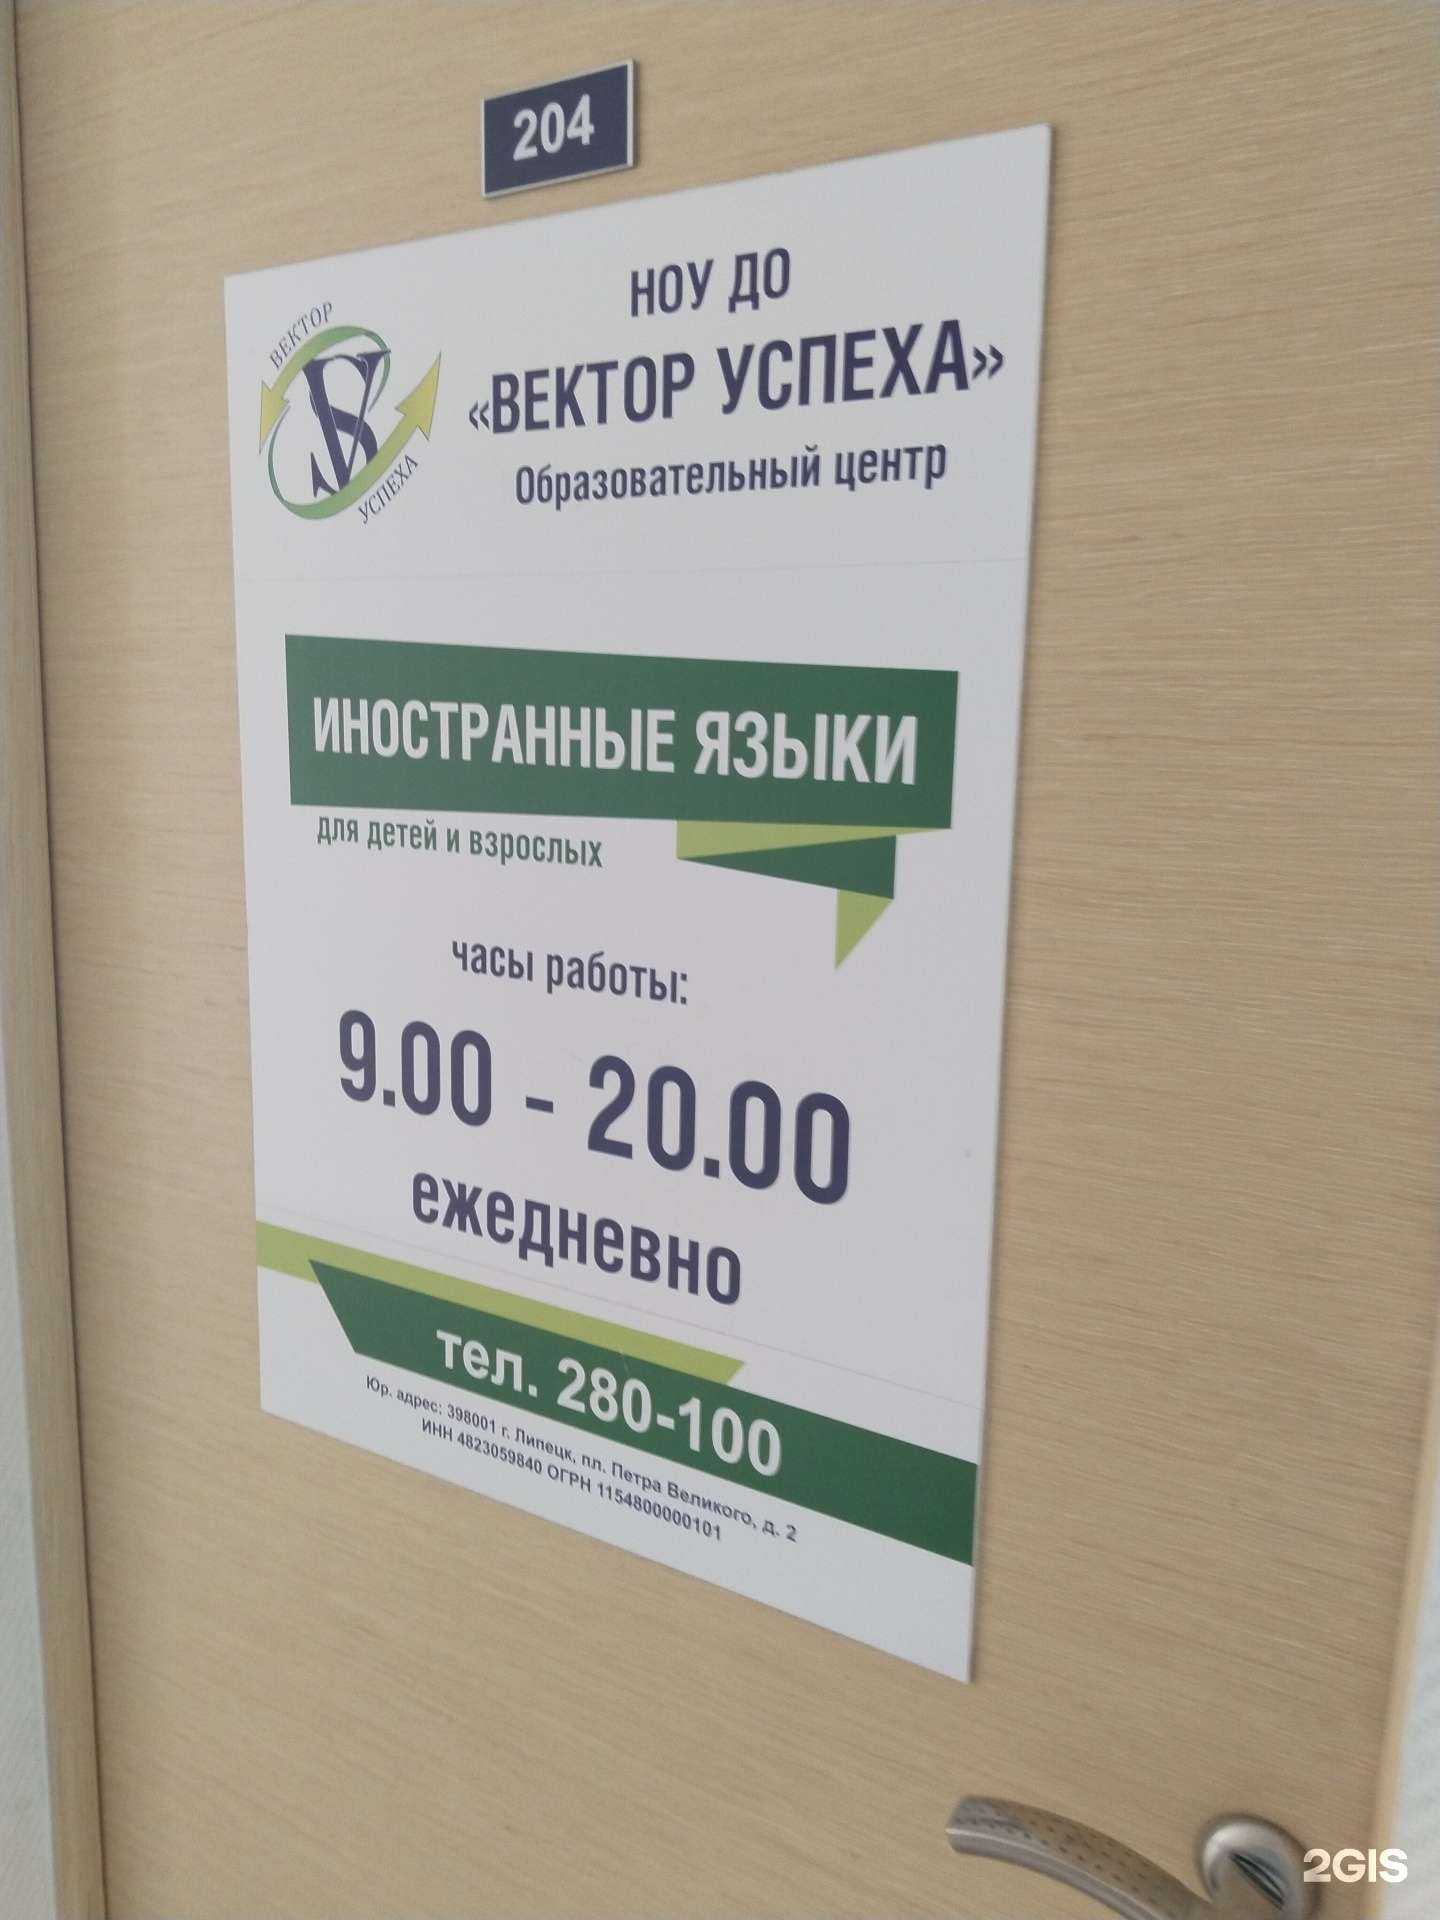 204
ВЕКТОР
УСПЕХА
НОУ ДО
«ВЕКТОР УСПЕХА»
Образовательный центр
ИНОСТРАННЫЕ ЯЗЫКИ
для детей и взрослых
часы работы:
9.00 - 20.00
ежедневно
тел. 280-100
Юр. адрес: 398001 г. Липецк, пл. Петра Великого, д. 2
ИНН 4823059840 ОГРН 1154800000101
2GIS